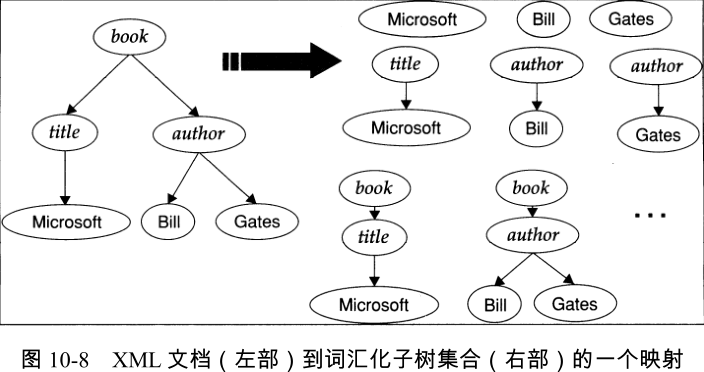 Microsoft Bill Gates
book
title author author
title author
Microsoft Bill Gates
book book
Microsoft Bill Gates
title author
...
Microsoft Bill Gates
图 10-8 XML 文档（左部）到词汇化子树集合（右部）的一个映射